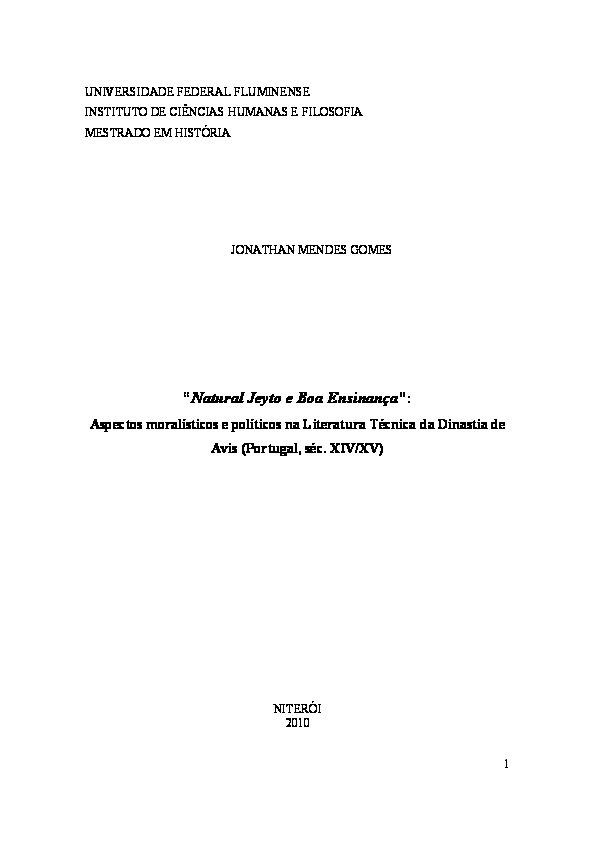 UNIVERSIDADE FEDERAL FLUMINENSE
INSTITUTO DE CIÊNCIAS HUMANAS E FILOSOFIA
MESTRADO EM HISTÓRIA
JONATHAN MENDES GOMES
"Natural Jeyto e Boa Ensinança":
Aspectos moralísticos e políticos na Literatura Técnica da Dinastia de
Avis (Portugal, séc. XIV/XV)
NITERÓI
2010
1